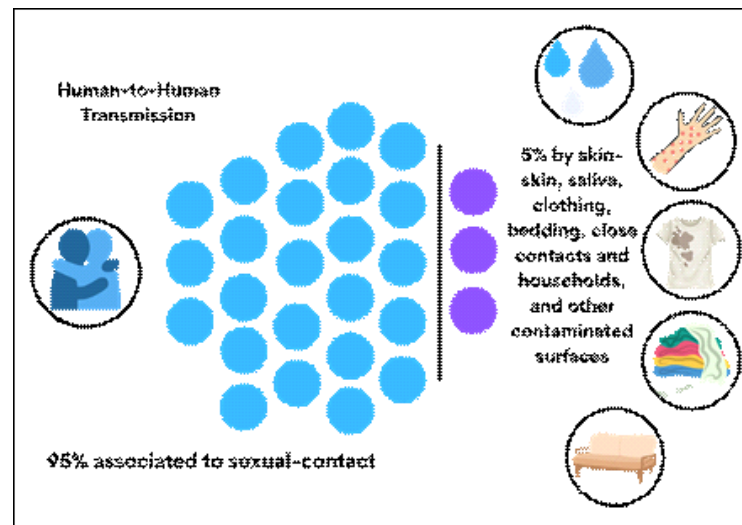 Human-to-Human
Transmission
5% by skin-
skin, saliva,
clothing,
bedding, close
contacts and
households,
and other
contaminated
surfaces
95% associated to sexual-contact